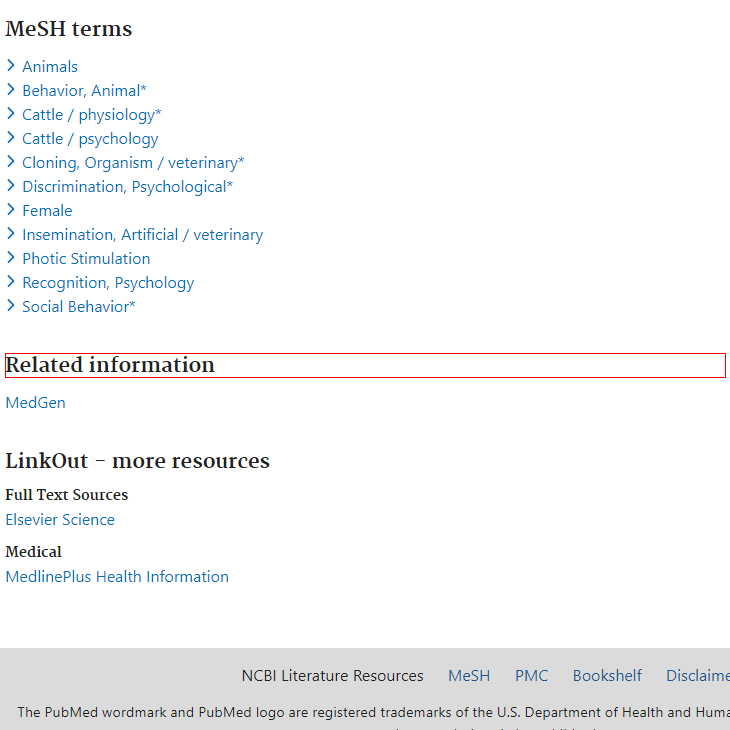 MeSH terms
Animals
Behavior, Animal*
Cattle / physiology*
Cattle / psychology
Cloning, Organism / veterinary*
Discrimination, Psychological*
Female
Insemination, Artificial / veterinary
Photic Stimulation
Recognition, Psychology
Social Behavior*
Related information
MedGen
LinkOut - more resources
Full Text Sources
Elsevier Science
Medical
MedlinePlus Health Information
NCBI Literature Resources MeSH PMC Bookshelf Disclaime
The PubMed wordmark and PubMed logo are registered trademarks of the U.S. Department of Health and Huma